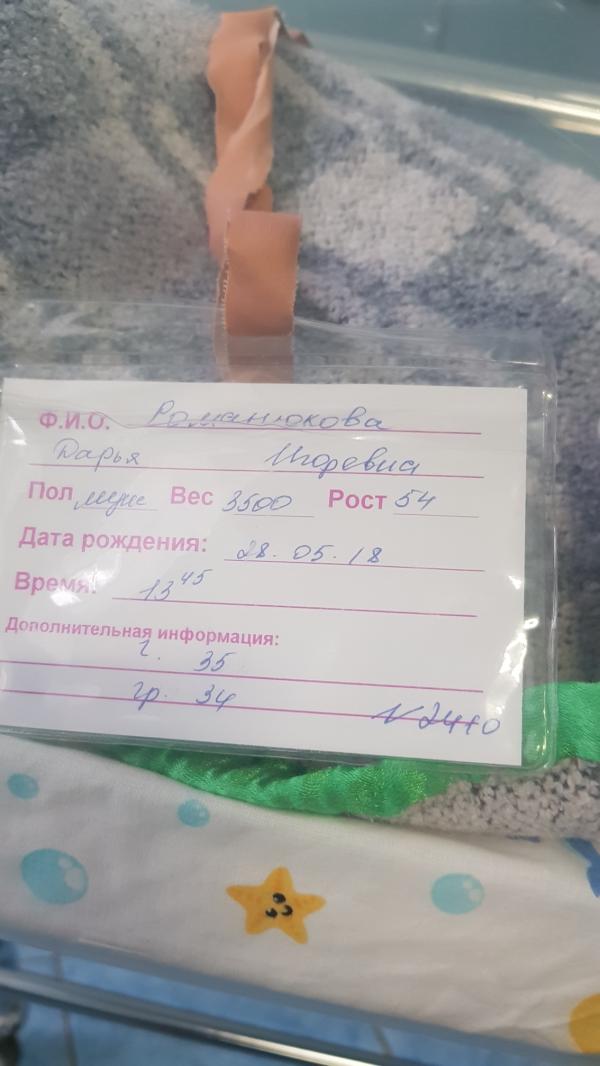 Ф.И.О. Романюкова
Дарья Игоревна
Пол муж Вес 3500 Рост 54
Дата рождения: 28.05.18
Время: 13 45
Дополнительная информация:
г. 35
гр. 34
N 2410